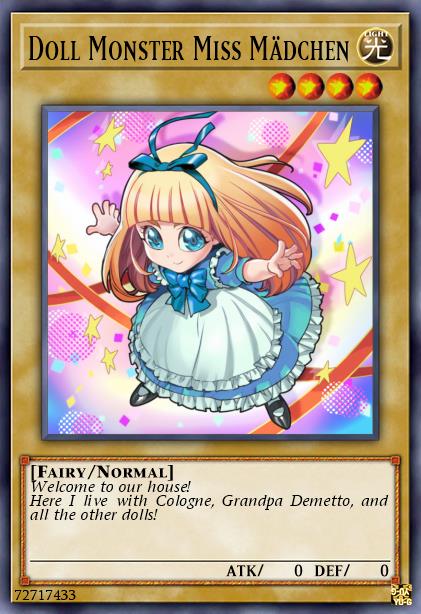 DOLL MONSTER MISS MÄDCHEN
LIGHT
光
[FAIRY/NORMAL]
Welcome to our house!
Here I live with Cologne, Grandpa Demetto, and
all the other dolls!
ATK/ 0 DEF/ 0
72717433